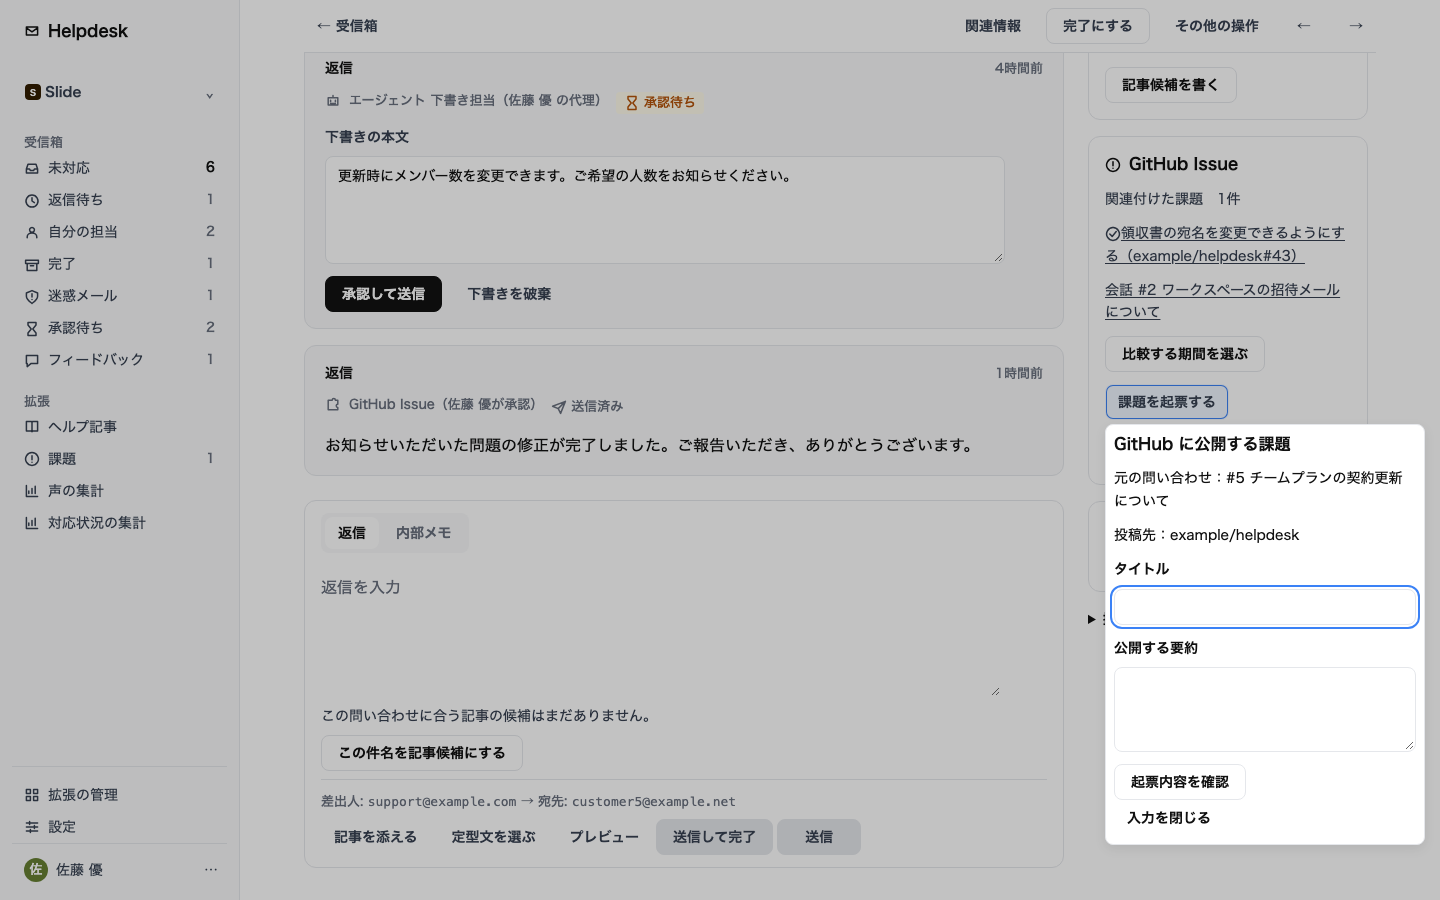 Helpdesk
S Slide
受信箱
未対応 6
返信待ち 1
自分の担当 2
完了 1
迷惑メール 1
承認待ち 2
フィードバック 1
拡張
ヘルプ記事
課題 1
声の集計
対応状況の集計
拡張の管理
設定
佐 佐藤 優 …
← 受信箱
関連情報 完了にする その他の操作 ← →
返信 4時間前
エージェント 下書き担当（佐藤 優 の代理） 承認待ち
下書きの本文
更新時にメンバー数を変更できます。ご希望の人数をお知らせください。
承認して送信 下書きを破棄
返信 1時間前
GitHub Issue（佐藤 優が承認） 送信済み
お知らせいただいた問題の修正が完了しました。ご報告いただき、ありがとうございます。
返信 内部メモ
返信を入力
この問い合わせに合う記事の候補はまだありません。
この件名を記事候補にする
差出人: support@example.com → 宛先: customer5@example.net
記事を添える 定型文を選ぶ プレビュー 送信して完了 送信
記事候補を書く
GitHub Issue
関連付けた課題 1件
領収書の宛名を変更できるようにす
る（example/helpdesk#43）
会話 #2 ワークスペースの招待メール
について
比較する期間を選ぶ
課題を起票する
GitHub に公開する課題
元の問い合わせ：#5 チームプランの契約更新
について
投稿先：example/helpdesk
タイトル
公開する要約
起票内容を確認
入力を閉じる